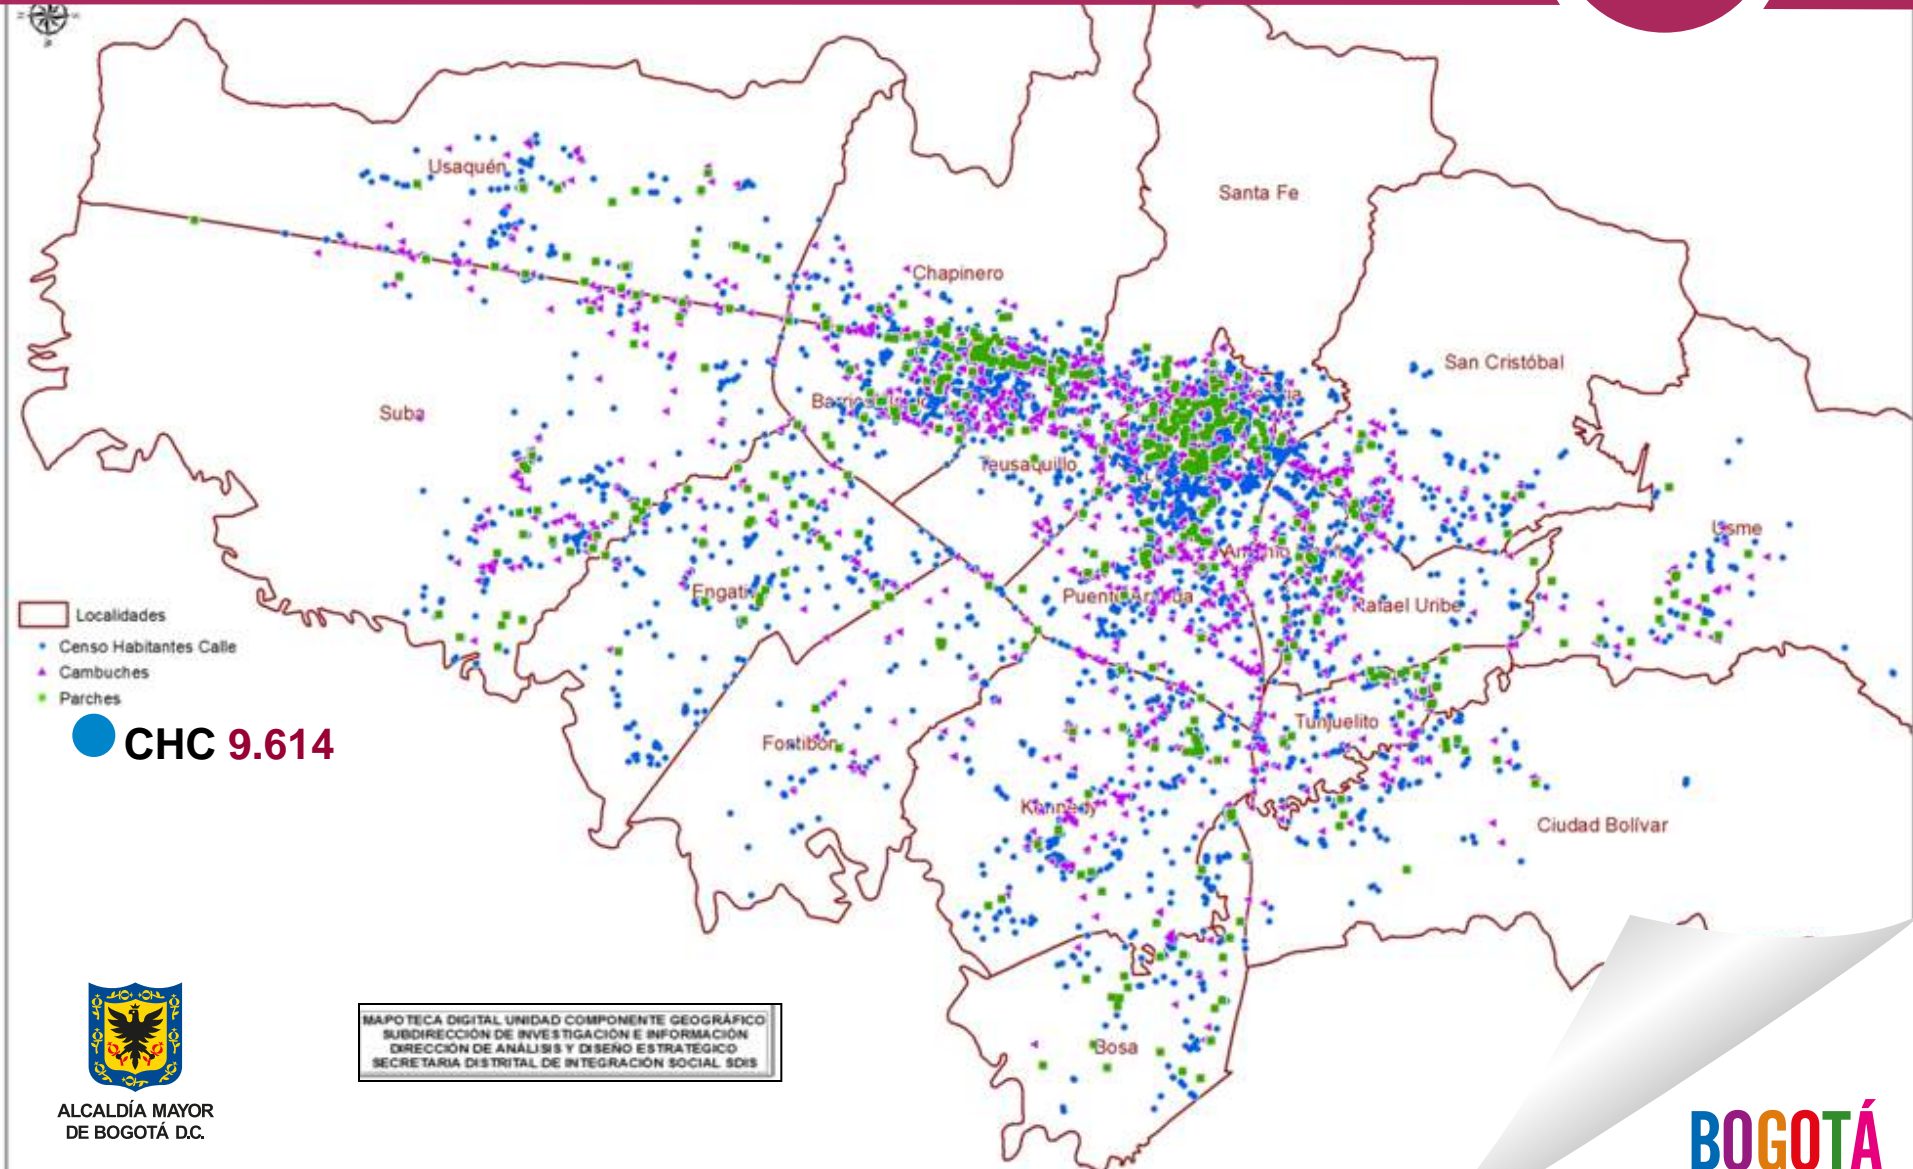 Usaquén
Santa Fe
Chapinero
San Cristóbal
Suba
Teusaquillo
Usme
Puente Aranda
Rafael Uribe
Localidades
Censo Habitantes Calle
Cambuches
Parches
CHC 9.614
Fontibón
Tunjuelito
Kennedy
Ciudad Bolívar
Bosa
MAPOTECA DIGITAL UNIDAD COMPONENTE GEOGRÁFICO
SUBDIRECCIÓN DE INVESTIGACIÓN E INFORMACIÓN
DIRECCIÓN DE ANÁLISIS Y DISEÑO ESTRATÉGICO
SECRETARIA DISTRITAL DE INTEGRACIÓN SOCIAL SDIS
ALCALDÍA MAYOR
DE BOGOTÁ D.C.
BOGOTÁ